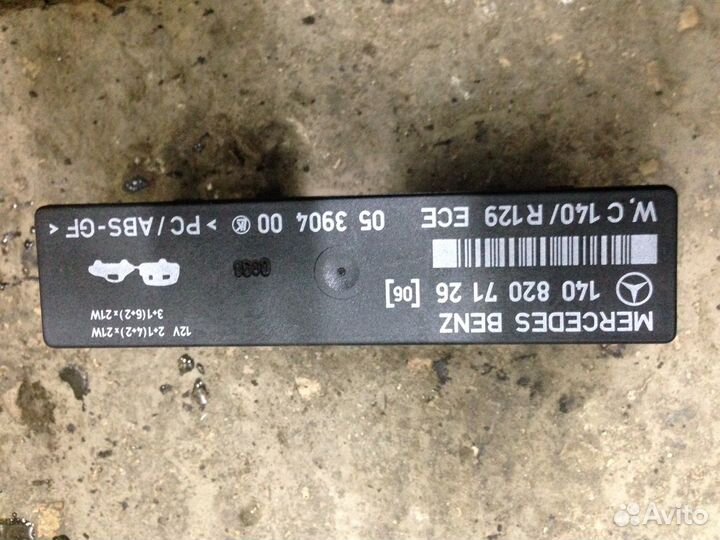 MERCEDES BENZ
140 820 71 26 [06]
W.C 140/R129 ECE
05 3904 00
> PC/ABS-GF <
12V 2+1(4+2)×21W
3+1(6+2)×21W
Avito